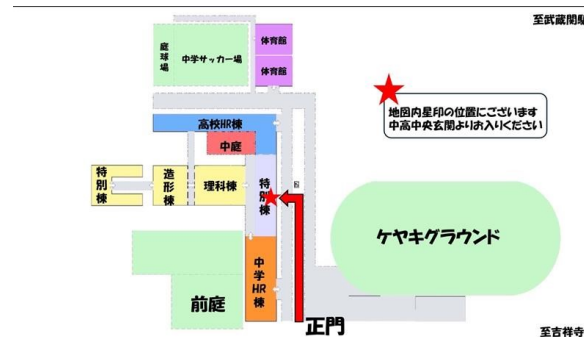 至武蔵関駅
庭球場
中学サッカー場
体育館
体育館
地図内星印の位置にございます
中高中央玄関よりお入りください
高校HR棟
中庭
特別棟
造形棟
理科棟
特別棟
ケヤキグラウンド
中学HR棟
前庭
正門
至吉祥寺